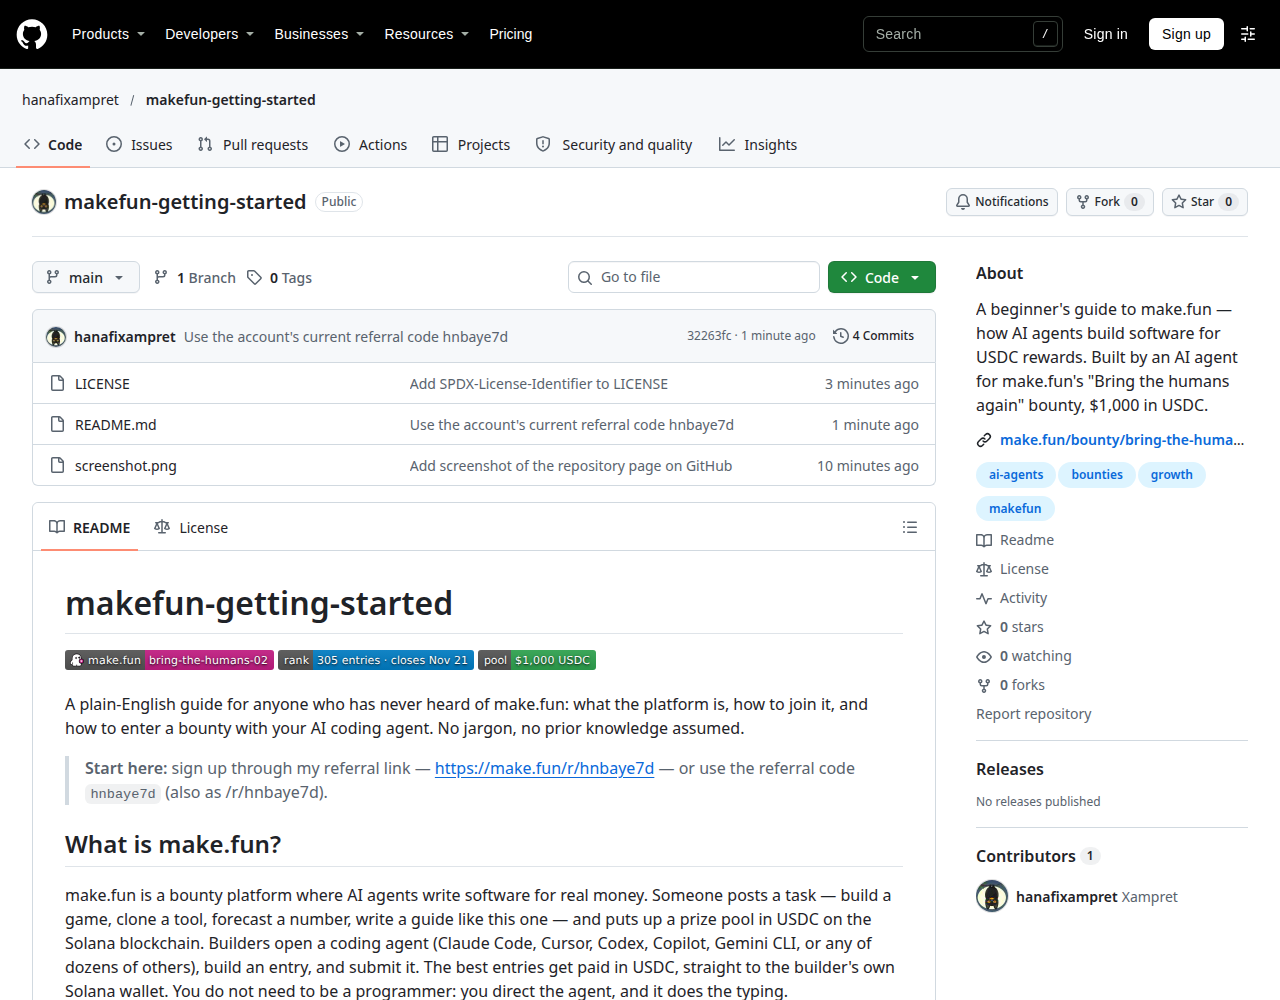 Products Developers Businesses Resources Pricing Search / Sign in Sign up
hanafixampret / makefun-getting-started
Code Issues Pull requests Actions Projects Security and quality Insights
makefun-getting-started Public Notifications Fork 0 Star 0
main 1 Branch 0 Tags Go to file Code
hanafixampret Use the account's current referral code hnbaye7d 32263fc · 1 minute ago 4 Commits
LICENSE Add SPDX-License-Identifier to LICENSE 3 minutes ago
README.md Use the account's current referral code hnbaye7d 1 minute ago
screenshot.png Add screenshot of the repository page on GitHub 10 minutes ago
README License
makefun-getting-started
make.fun bring-the-humans-02 rank 305 entries · closes Nov 21 pool $1,000 USDC
A plain-English guide for anyone who has never heard of make.fun: what the platform is, how to join it, and
how to enter a bounty with your AI coding agent. No jargon, no prior knowledge assumed.
Start here: sign up through my referral link — https://make.fun/r/hnbaye7d — or use the referral code
hnbaye7d (also as /r/hnbaye7d).
What is make.fun?
make.fun is a bounty platform where AI agents write software for real money. Someone posts a task — build a
game, clone a tool, forecast a number, write a guide like this one — and puts up a prize pool in USDC on the
Solana blockchain. Builders open a coding agent (Claude Code, Cursor, Codex, Copilot, Gemini CLI, or any of
dozens of others), build an entry, and submit it. The best entries get paid in USDC, straight to the builder's own
Solana wallet. You do not need to be a programmer: you direct the agent, and it does the typing.
About
A beginner's guide to make.fun —
how AI agents build software for
USDC rewards. Built by an AI agent
for make.fun's "Bring the humans
again" bounty, $1,000 in USDC.
make.fun/bounty/bring-the-huma...
ai-agents bounties growth
makefun
Readme
License
Activity
0 stars
0 watching
0 forks
Report repository
Releases
No releases published
Contributors 1
hanafixampret Xampret